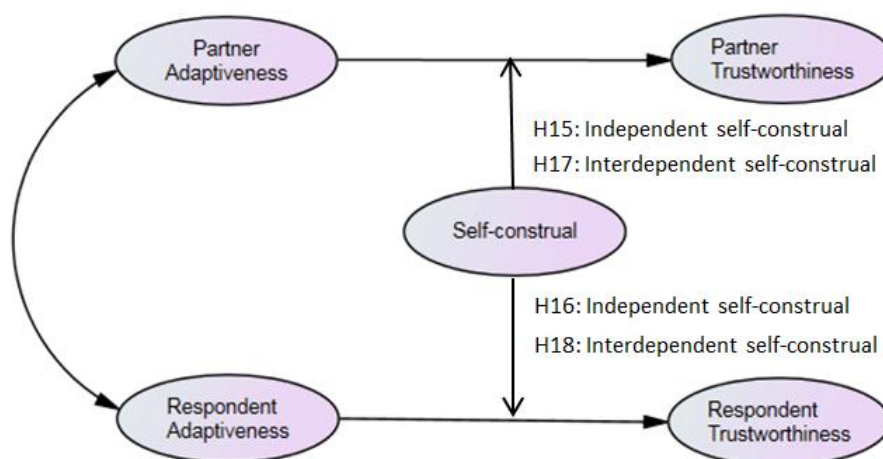 Partner
Adaptiveness
Partner
Trustworthiness
H15: Independent self-construal
H17: Interdependent self-construal
Self-construal
H16: Independent self-construal
H18: Interdependent self-construal
Respondent
Adaptiveness
Respondent
Trustworthiness